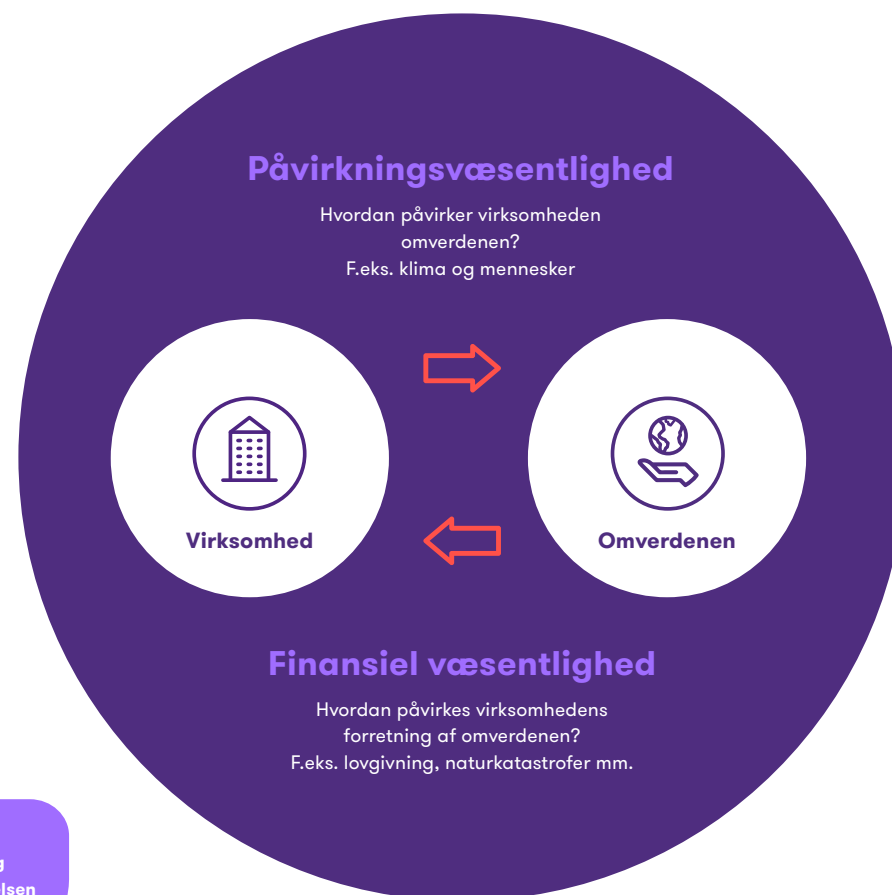 Påvirkningsvæsentlighed
Hvordan påvirker virksomheden
omverdenen?
F.eks. klima og mennesker
Virksomhed
Omverdenen
Finansiel væsentlighed
Hvordan påvirkes virksomhedens
forretning af omverdenen?
F.eks. lovgivning, naturkatastrofer mm.